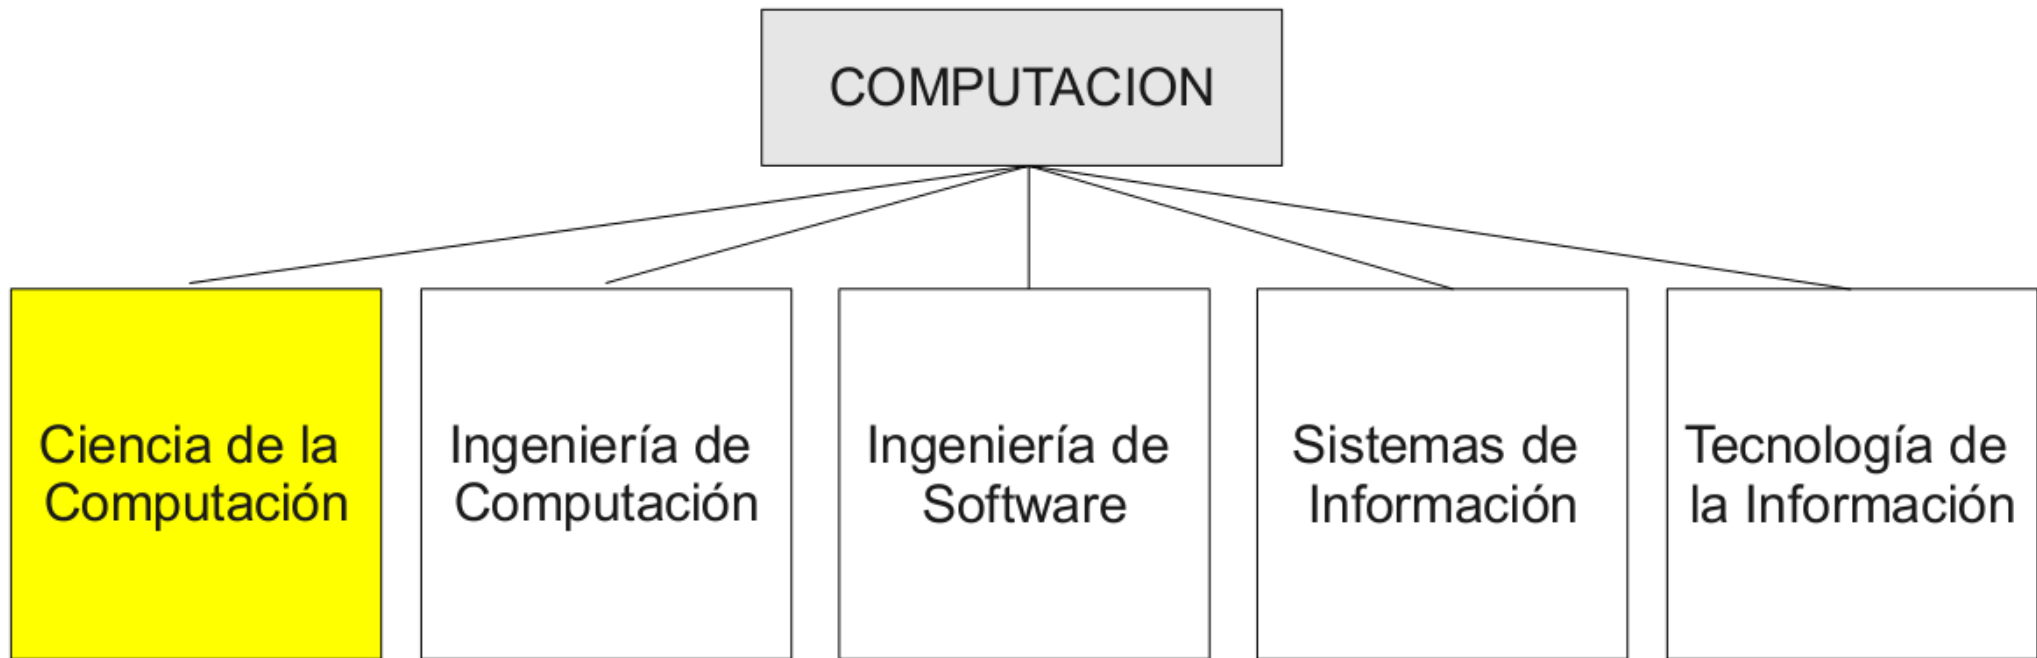 COMPUTACION
Ciencia de la
Computación
Ingeniería de
Computación
Ingeniería de
Software
Sistemas de
Información
Tecnología de
la Información